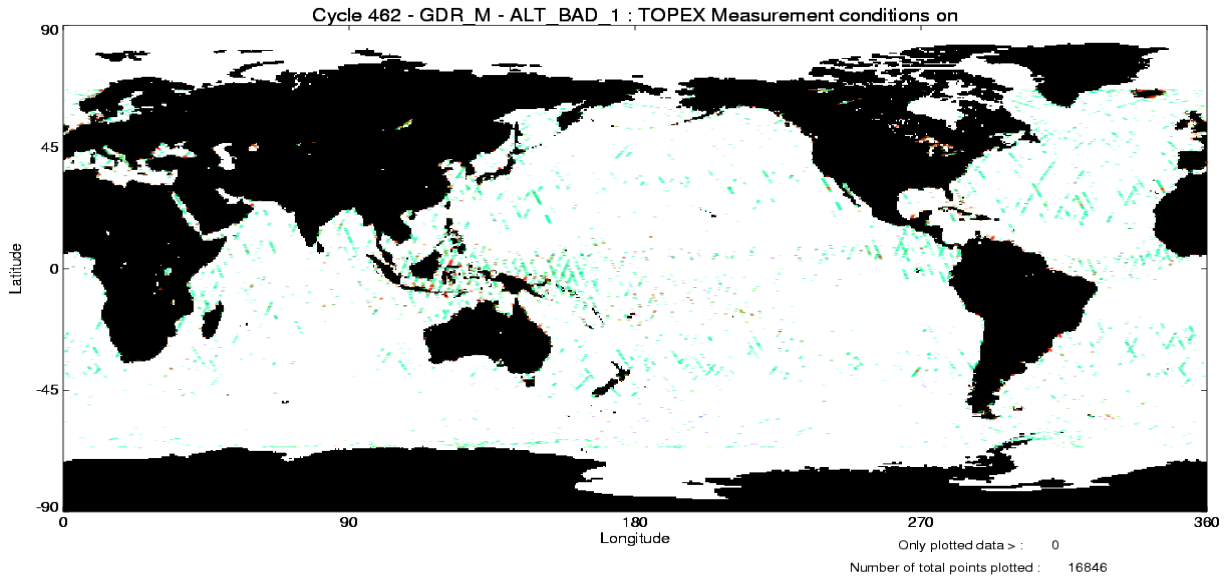 Cycle 462 - GDR_M - ALT_BAD_1 : TOPEX Measurement conditions on
90
45
0
-45
-90
Latitude
0 90 180 270 360
Longitude
Only plotted data > : 0
Number of total points plotted : 16846